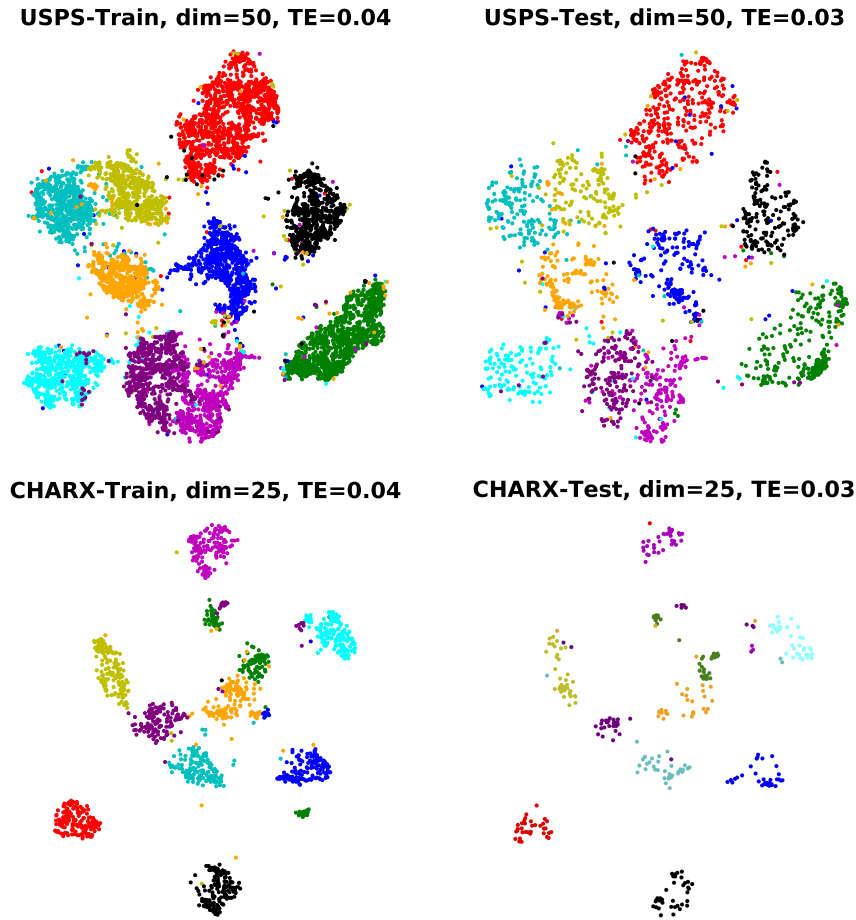 USPS-Train, dim=50, TE=0.04
USPS-Test, dim=50, TE=0.03
CHARX-Train, dim=25, TE=0.04
CHARX-Test, dim=25, TE=0.03